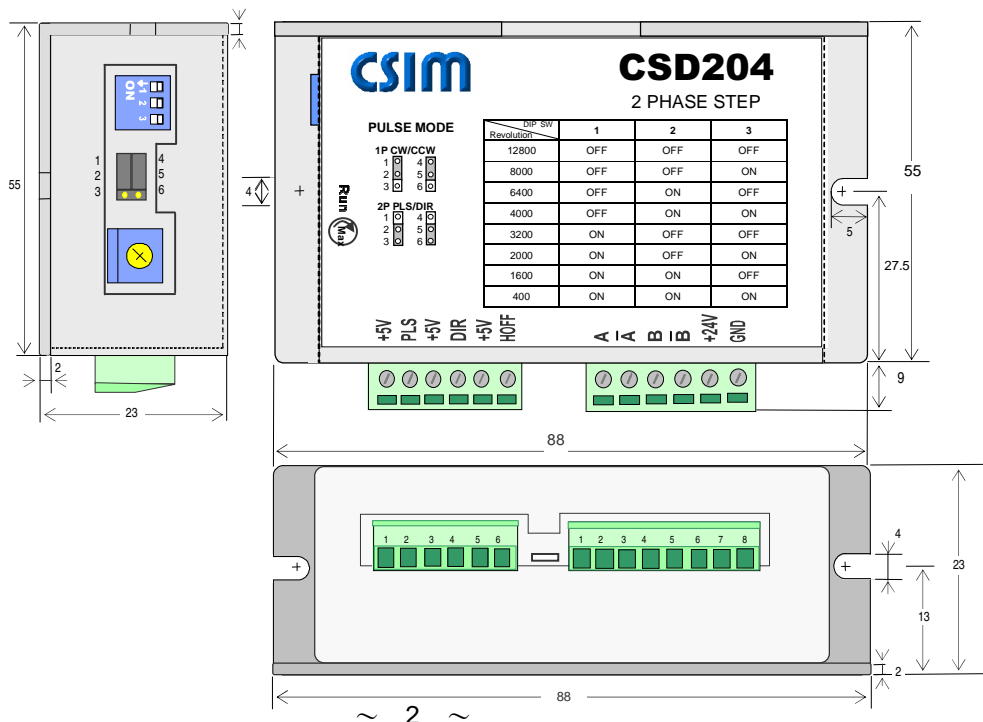 CSIM
CSD204
2 PHASE STEP
PULSE MODE
1P CW/CCW
1 4
2 5
3 6
2P PLS/DIR
1 4
2 5
3 6
Run
Max
DIP SW
Revolution 1 2 3
12800 OFF OFF OFF
8000 OFF OFF ON
6400 OFF ON OFF
4000 OFF ON ON
3200 ON OFF OFF
2000 ON OFF ON
1600 ON ON OFF
400 ON ON ON
+5V PLS +5V DIR +5V HOFF
A A B B +24V GND
ON
1 2 3
1 4
2 5
3 6
55
2
23
4
55
5
27.5
9
88
1 2 3 4 5 6
1 2 3 4 5 6 7 8
4
23
13
2
88
~ 2 ~